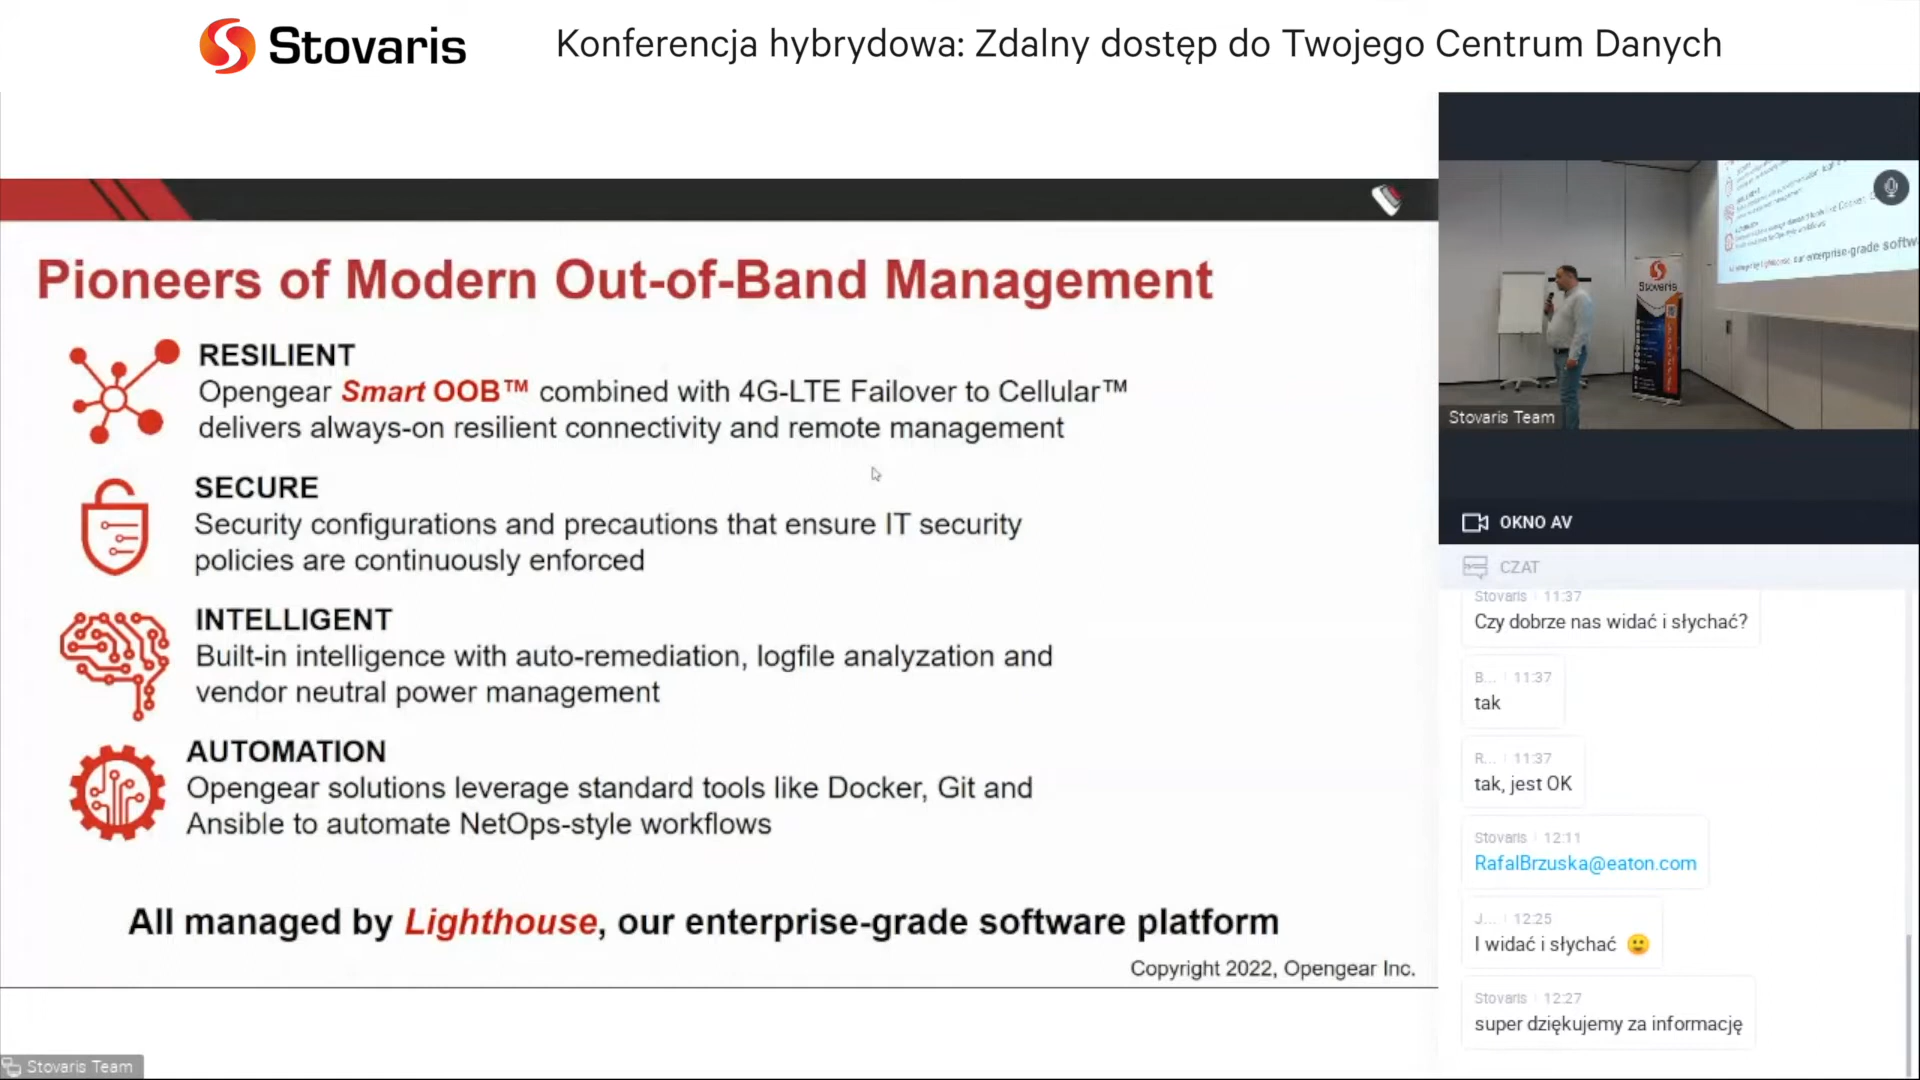 Stovaris
Konferencja hybrydowa: Zdalny dostęp do Twojego Centrum Danych
Pioneers of Modern Out-of-Band Management
RESILIENT
Opengear Smart OOB™ combined with 4G-LTE Failover to Cellular™
delivers always-on resilient connectivity and remote management
SECURE
Security configurations and precautions that ensure IT security
policies are continuously enforced
INTELLIGENT
Built-in intelligence with auto-remediation, logfile analyzation and
vendor neutral power management
AUTOMATION
Opengear solutions leverage standard tools like Docker, Git and
Ansible to automate NetOps-style workflows
All managed by Lighthouse, our enterprise-grade software platform
Copyright 2022, Opengear Inc.
Stovaris Team
Stovaris
our enterprise-grade softw
Stovaris Team
OKNO AV
CZAT
Stovaris 11:37
Czy dobrze nas widać i słychać?
B... 11:37
tak
R... 11:37
tak, jest OK
Stovaris 12:11
RafalBrzuska@eaton.com
J... 12:25
I widać i słychać 🙂
Stovaris 12:27
super dziękujemy za informację